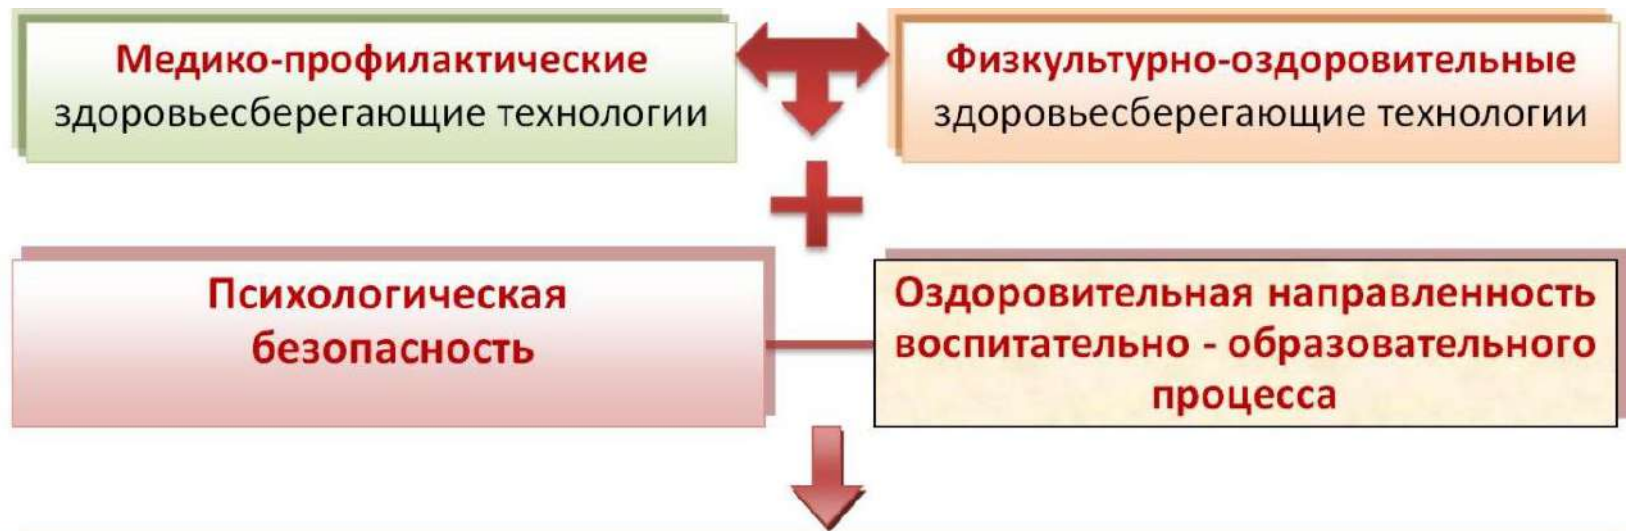 Медико-профилактические
здоровьесберегающие технологии
Физкультурно-оздоровительные
здоровьесберегающие технологии
Психологическая
безопасность
Оздоровительная направленность
воспитательно - образовательного
процесса